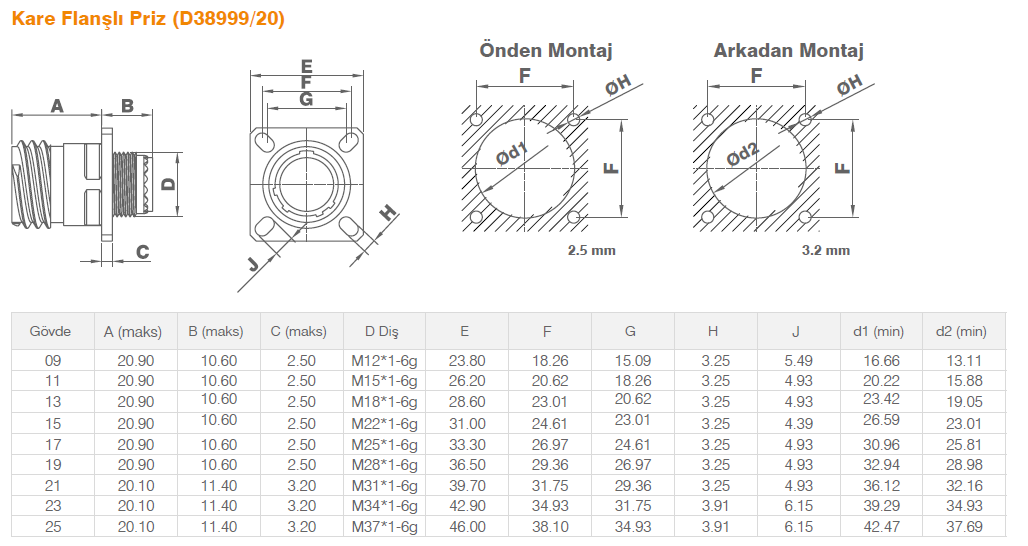 Kare Flanşlı Priz (D38999/20)
Önden Montaj
Arkadan Montaj
E
F
F
F
ØH
ØH
A
B
G
Ød1
Ød2
D
F
F
H
C
J
2.5 mm
3.2 mm
Gövde A (maks) B (maks) C (maks) D Diş E F G H J d1 (min) d2 (min)
09 20.90 10.60 2.50 M12*1-6g 23.80 18.26 15.09 3.25 5.49 16.66 13.11
11 20.90 10.60 2.50 M15*1-6g 26.20 20.62 18.26 3.25 4.93 20.22 15.88
13 20.90 10.60 2.50 M18*1-6g 28.60 23.01 20.62 3.25 4.93 23.42 19.05
15 20.90 10.60 2.50 M22*1-6g 31.00 24.61 23.01 3.25 4.39 26.59 23.01
17 20.90 10.60 2.50 M25*1-6g 33.30 26.97 24.61 3.25 4.93 30.96 25.81
19 20.90 10.60 2.50 M28*1-6g 36.50 29.36 26.97 3.25 4.93 32.94 28.98
21 20.10 11.40 3.20 M31*1-6g 39.70 31.75 29.36 3.25 4.93 36.12 32.16
23 20.10 11.40 3.20 M34*1-6g 42.90 34.93 31.75 3.91 6.15 39.29 34.93
25 20.10 11.40 3.20 M37*1-6g 46.00 38.10 34.93 3.91 6.15 42.47 37.69